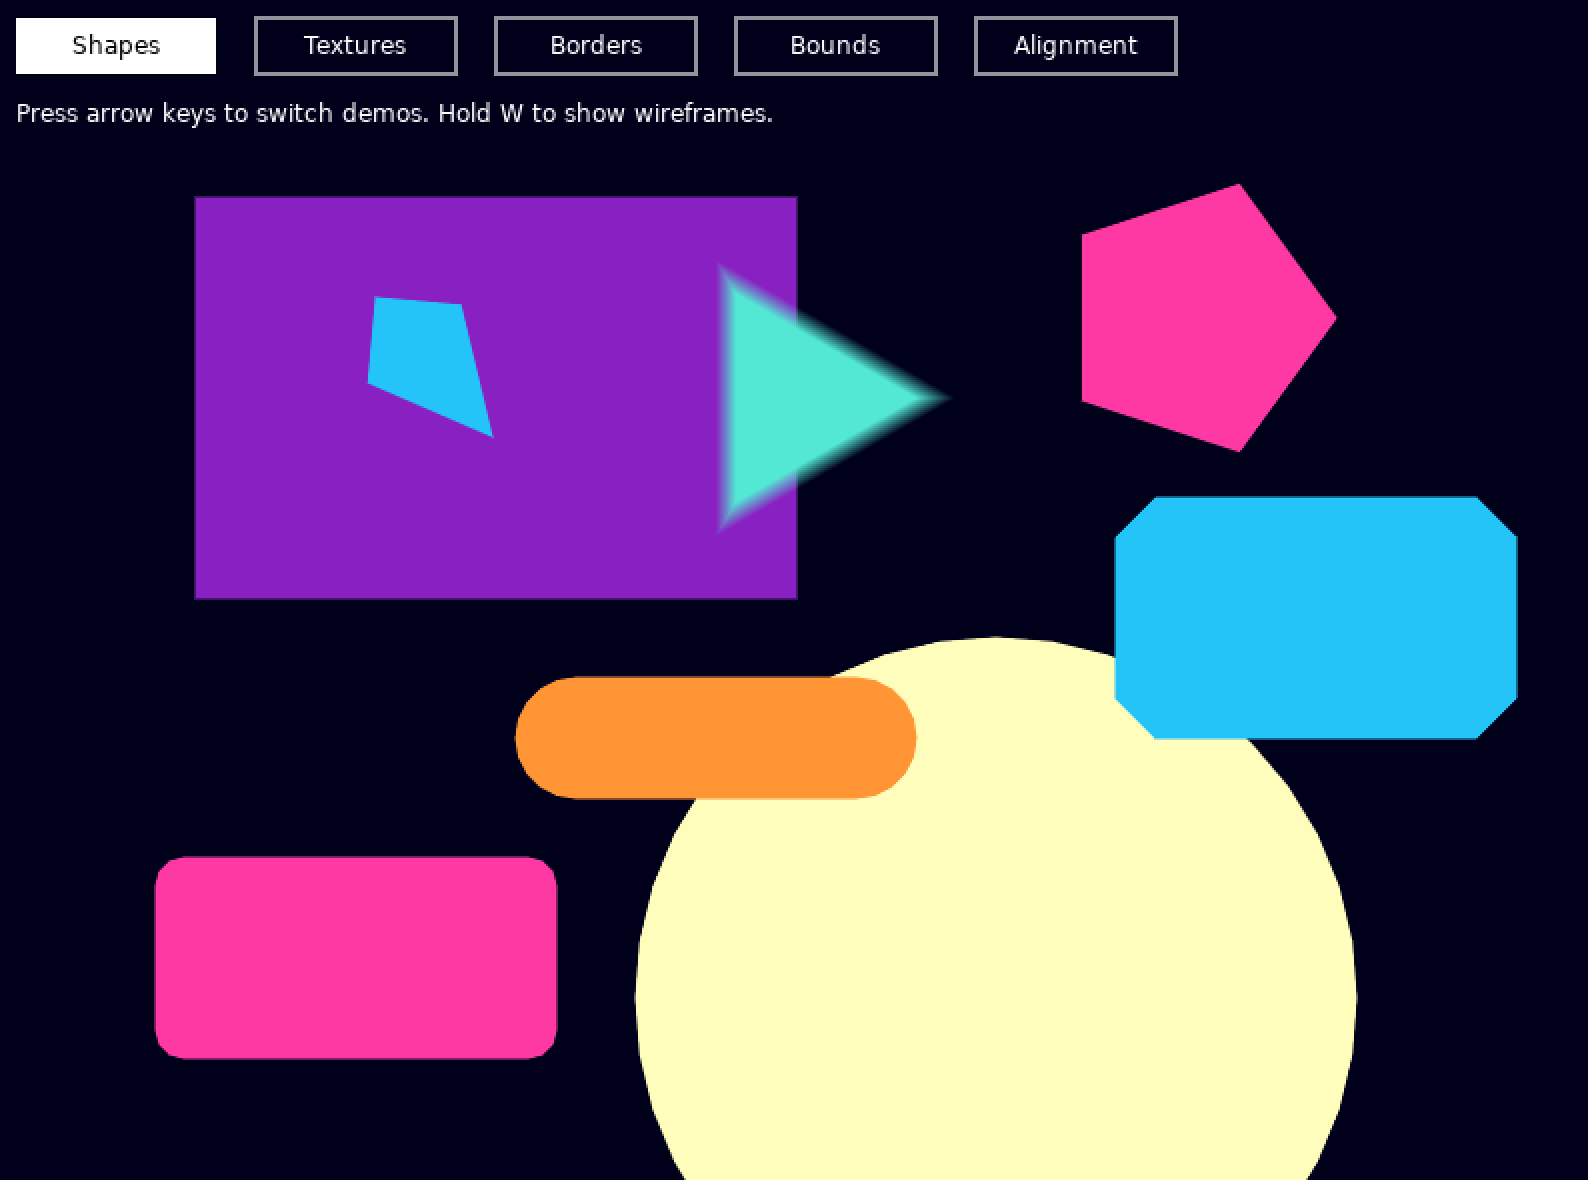 Shapes Textures Borders Bounds Alignment
Press arrow keys to switch demos. Hold W to show wireframes.